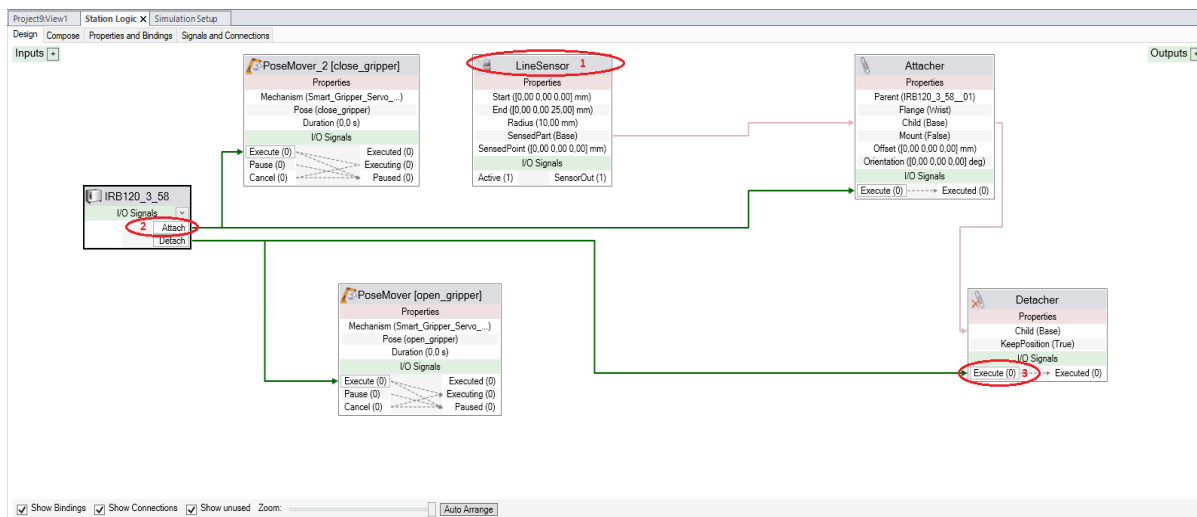 Project9:View1 Station Logic X Simulation Setup
Design Compose Properties and Bindings Signals and Connections
Inputs +
Outputs +
PoseMover_2 [close_gripper]
Properties
Mechanism (Smart_Gripper_Servo_...)
Pose (close_gripper)
Duration (0,0 s)
I/O Signals
Execute (0) Executed (0)
Pause (0) Executing (0)
Cancel (0) Paused (0)
LineSensor 1
Properties
Start ([0,00 0,00 0,00] mm)
End ([0,00 0,00 25,00] mm)
Radius (10,00 mm)
SensedPart (Base)
SensedPoint ([0,00 0,00 0,00] mm)
I/O Signals
Active (1) SensorOut (1)
Attacher
Properties
Parent (IRB120_3_58__01)
Flange (Wrist)
Child (Base)
Mount (False)
Offset ([0,00 0,00 0,00] mm)
Orientation ([0,00 0,00 0,00] deg)
I/O Signals
Execute (0) Executed (0)
IRB120_3_58
I/O Signals
2 Attach
Detach
PoseMover [open_gripper]
Properties
Mechanism (Smart_Gripper_Servo_...)
Pose (open_gripper)
Duration (0,0 s)
I/O Signals
Execute (0) Executed (0)
Pause (0) Executing (0)
Cancel (0) Paused (0)
Detacher
Properties
Child (Base)
KeepPosition (True)
I/O Signals
Execute (0) 3 Executed (0)
Show Bindings Show Connections Show unused Zoom: Auto Arrange